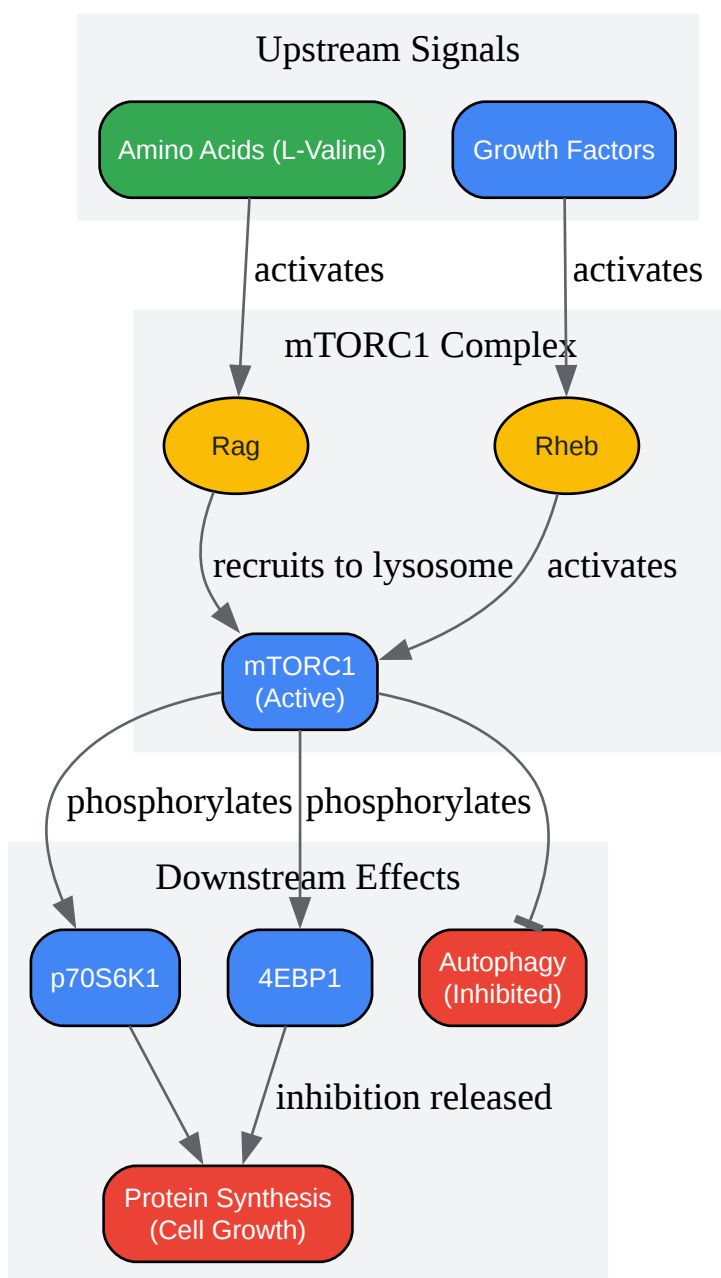 Upstream Signals
Amino Acids (L-Valine)
Growth Factors
activates
activates
mTORC1 Complex
Rag
Rheb
recruits to lysosome
activates
mTORC1
(Active)
phosphorylates
phosphorylates
Downstream Effects
p70S6K1
4EBP1
Autophagy
(Inhibited)
inhibition released
Protein Synthesis
(Cell Growth)